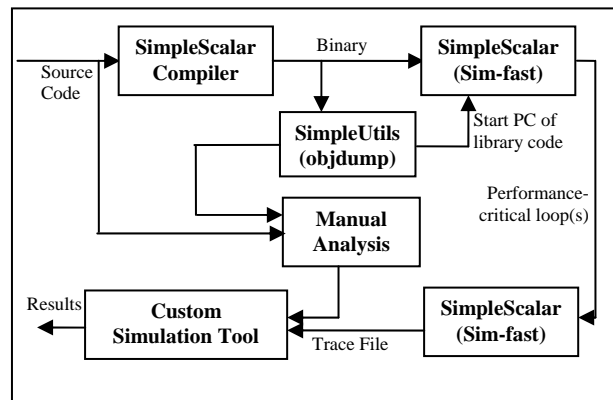 SimpleScalar
Compiler
Binary
SimpleScalar
(Sim-fast)
Source
Code
SimpleUtils
(objdump)
Start PC of
library code
Performance-
critical loop(s)
Manual
Analysis
Results
Custom
Simulation Tool
Trace File
SimpleScalar
(Sim-fast)